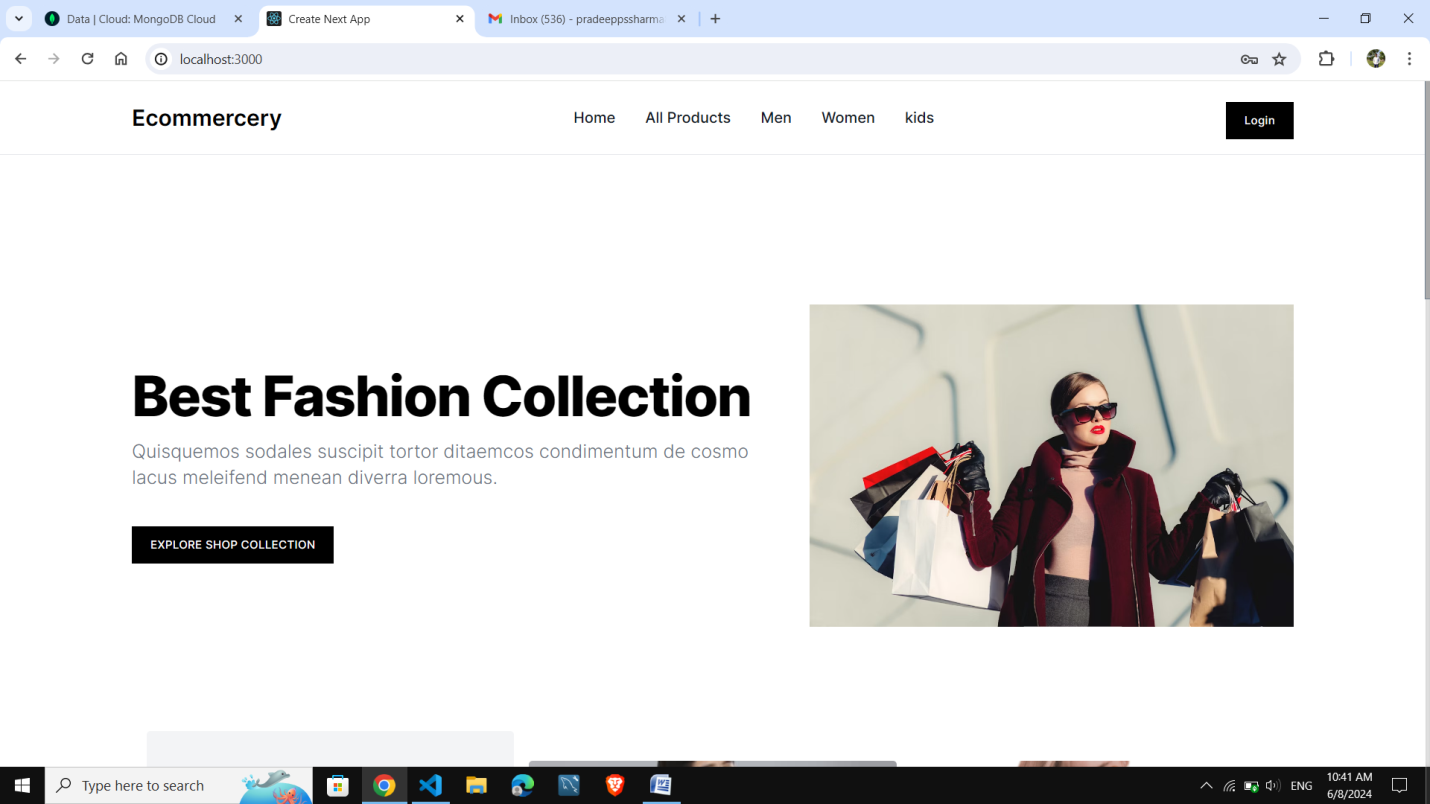 Data | Cloud: MongoDB Cloud
Create Next App
Inbox (536) - pradeeppssharma
localhost:3000
Ecommercery
Home
All Products
Men
Women
kids
Login
Best Fashion Collection
Quisquemos sodales suscipit tortor ditaemcos condimentum de cosmo
lacus meleifend menean diverra loremous.
EXPLORE SHOP COLLECTION
Type here to search
ENG
10:41 AM
6/8/2024